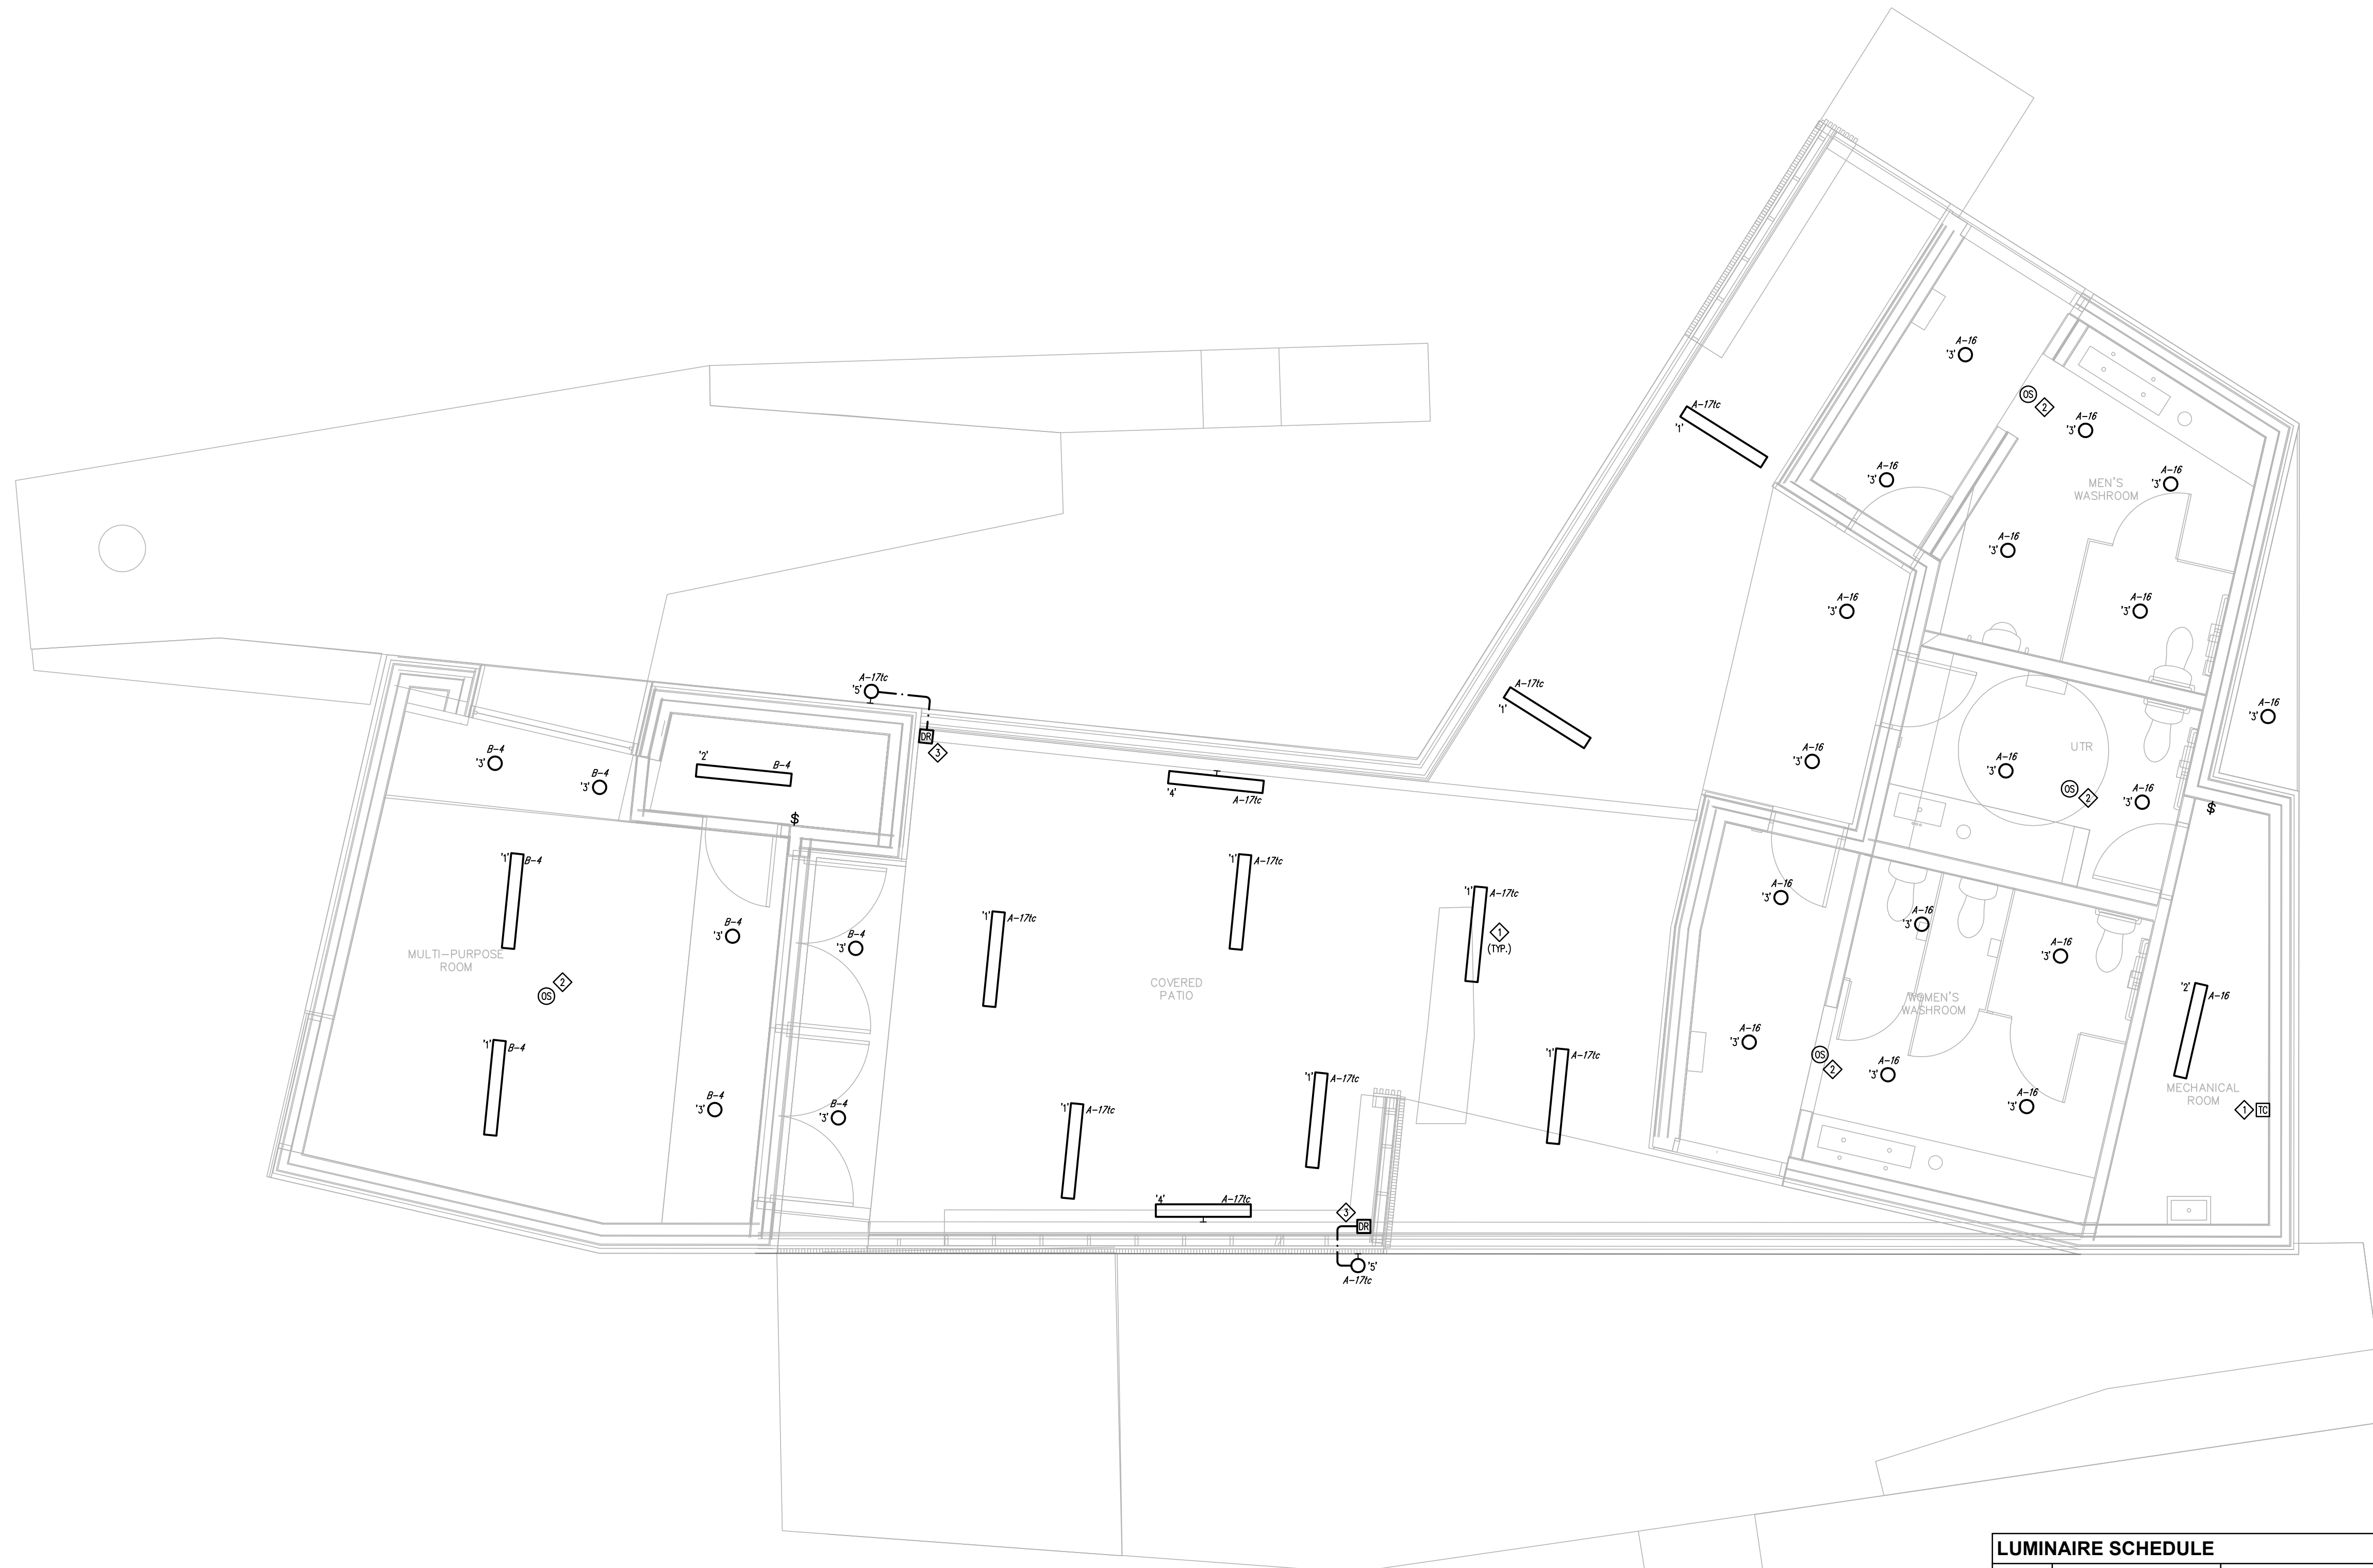 A-16
'3'
A-16
'3'
OS
2
A-17tc
'1'
A-16
'3'
A-16
'3'
MEN'S
WASHROOM
A-16
'3'
A-16
'3'
A-16
'3'
A-17tc
'5'
A-17tc
'1'
A-16
'3'
DR
3
UTR
B-4
'3'
B-4
'3'
'2'
B-4
'4'
A-17tc
A-16
'3'
A-16
'3'
OS
2
A-16
'3'
$
$
'1'
B-4
'1'
A-17tc
'1'
A-17tc
A-16
'3'
'1'
A-17tc
A-16
'3'
B-4
'3'
B-4
'3'
1
(TYP.)
A-16
'3'
MULTI-PURPOSE
ROOM
OS
2
COVERED
PATIO
WOMEN'S
WASHROOM
'2'
A-16
'1'
B-4
'1'
A-17tc
A-16
'3'
OS
2
A-16
'3'
'1'
A-17tc
B-4
'3'
B-4
'3'
'1'
A-17tc
A-16
'3'
MECHANICAL
ROOM
1
TC
'4'
A-17tc
3
DR
'5'
A-17tc
LUMINAIRE SCHEDULE